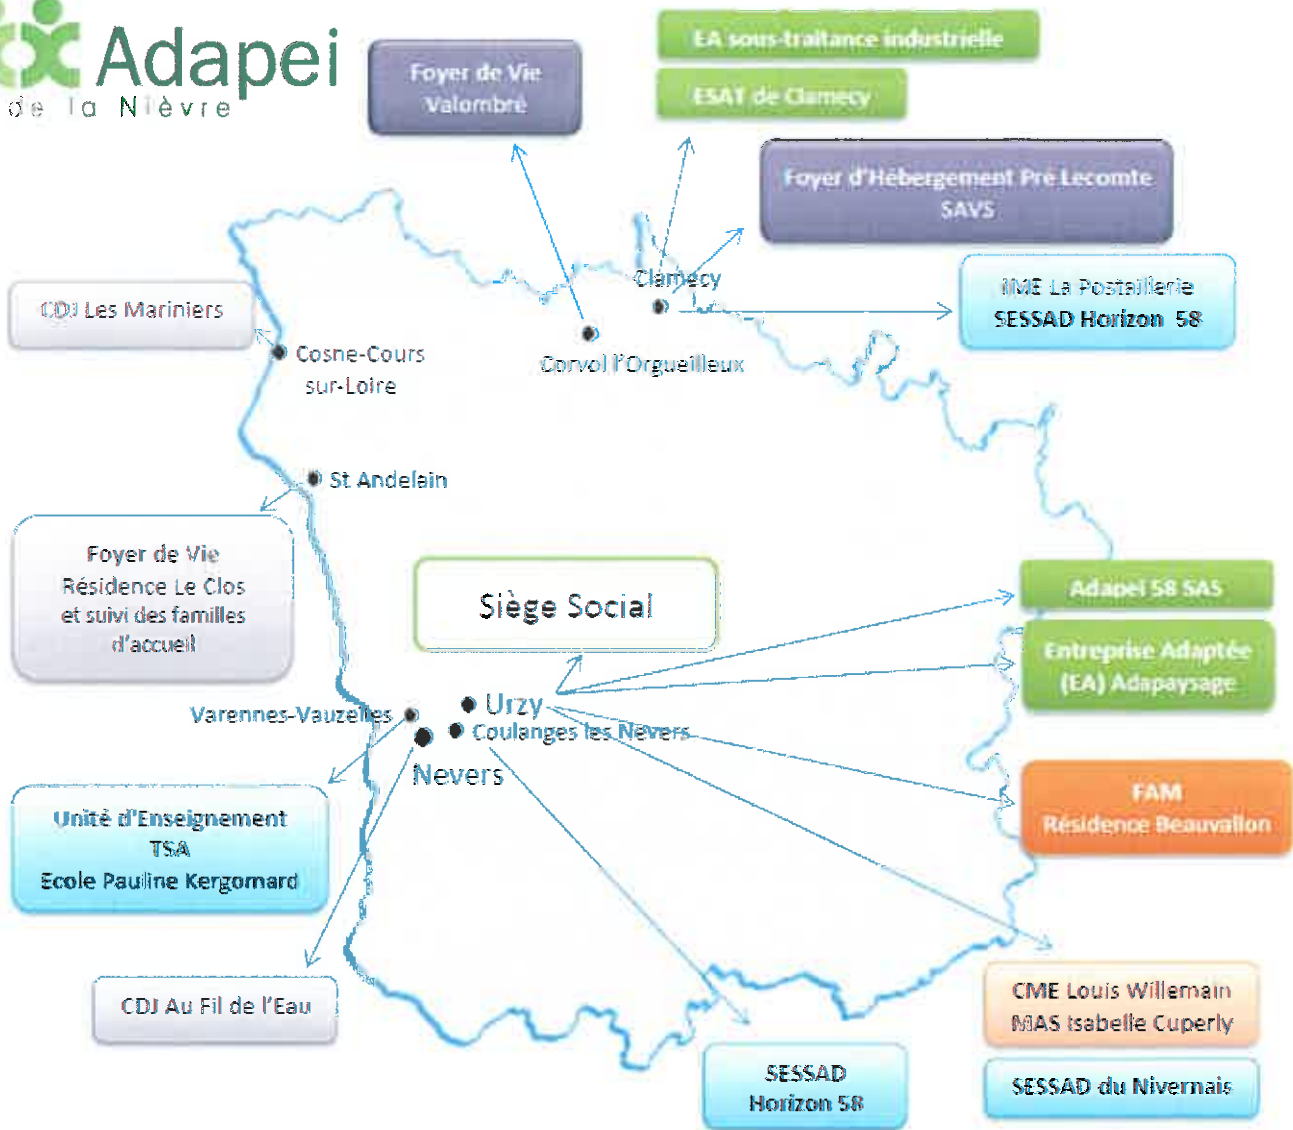 Adapei
de la Nièvre
EA sous-traitance industrielle
ESAT de Clamecy
Foyer de Vie
Valombré
Foyer d'Hébergement Pré Lecomte
SAVS
Clamecy
IME La Postaillerie
SESSAD Horizon 58
CDJ Les Mariniers
Cosne-Cours
sur-Loire
Corvol l'Orgueilleux
St Andelain
Foyer de Vie
Résidence Le Clos
et suivi des familles
d'accueil
Siège Social
Adapei 58 SAS
Entreprise Adaptée
(EA) Adapaysage
Varennes-Vauzelles
Urzy
Coulanges les Nevers
Nevers
FAM
Résidence Beauvallon
Unité d'Enseignement
TSA
Ecole Pauline Kergomard
CDJ Au Fil de l'Eau
CME Louis Willemain
MAS Isabelle Cuperly
SESSAD
Horizon 58
SESSAD du Nivernais